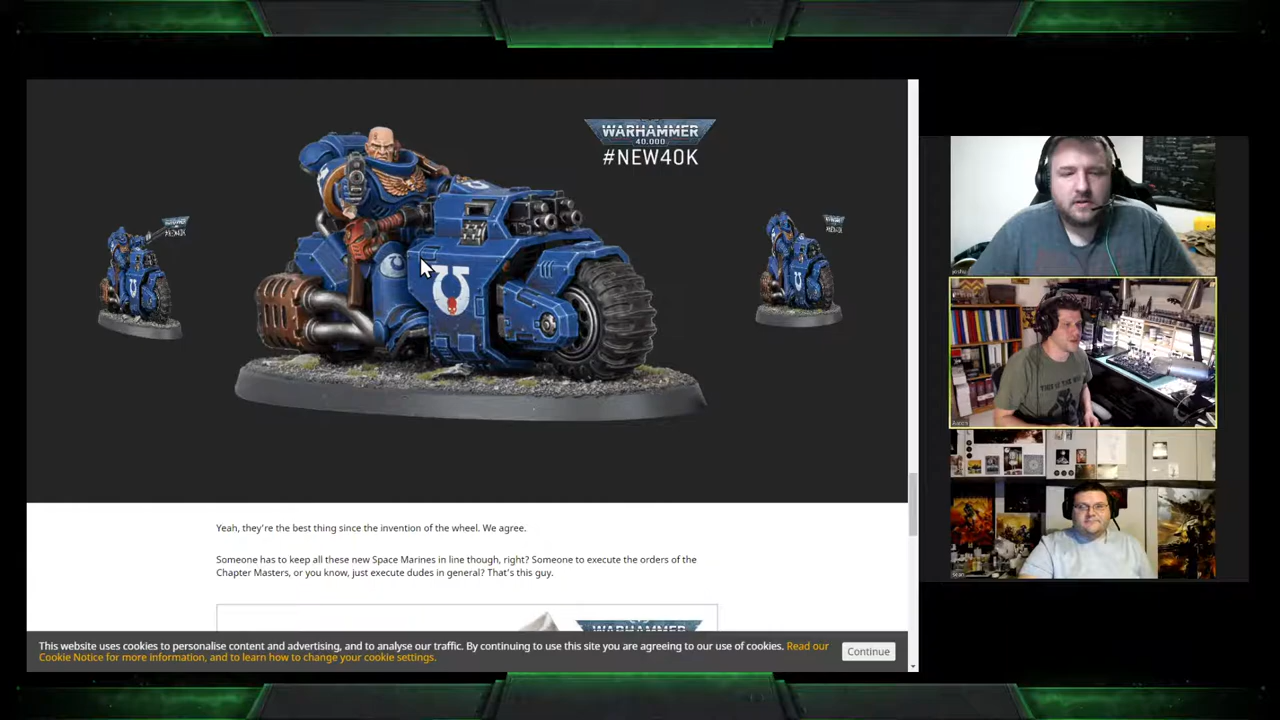 WARHAMMER
40,000
#NEW40K
Yeah, they're the best thing since the invention of the wheel. We agree.
Someone has to keep all these new Space Marines in line though, right? Someone to execute the orders of the
Chapter Masters, or you know, just execute dudes in general? That's this guy.
WARHAMMER
This website uses cookies to personalise content and advertising, and to analyse our traffic. By continuing to use this site you are agreeing to our use of cookies. Read our
Cookie Notice for more information, and to learn how to change your cookie settings.
Continue